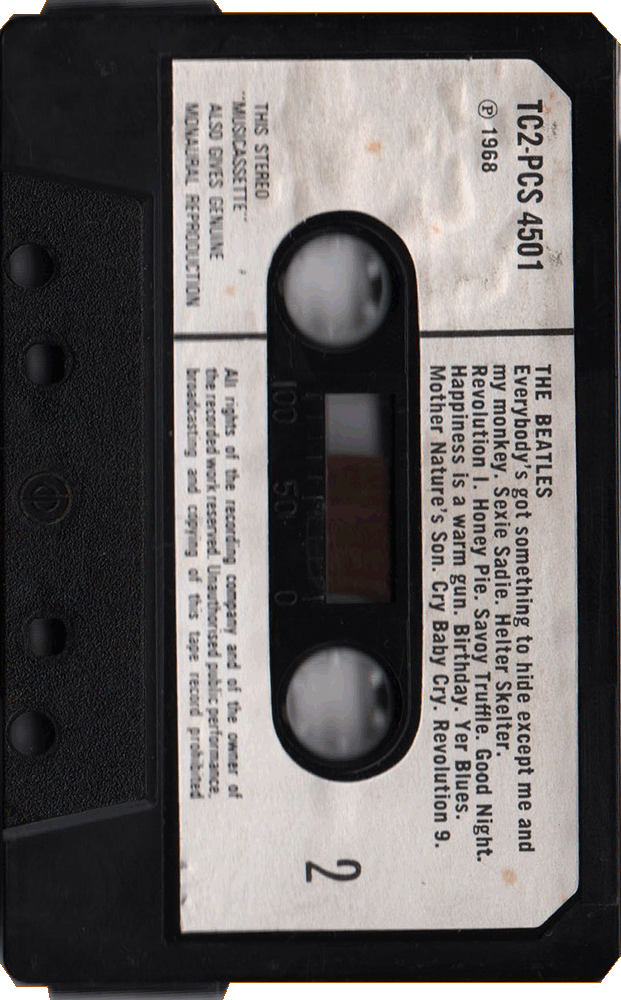 TC2-PCS 4501
Ⓟ 1968
THE BEATLES
Everybody's got something to hide except me and
my monkey. Sexie Sadie. Helter Skelter.
Revolution I. Honey Pie. Savoy Truffle. Good Night.
Happiness is a warm gun. Birthday. Yer Blues.
Mother Nature's Son. Cry Baby Cry. Revolution 9.
100 50 0
2
THIS STEREO
"MUSICASSETTE"
ALSO GIVES GENUINE
MONAURAL REPRODUCTION
All rights of the recording company and of the owner of
the recorded work reserved. Unauthorised public performance,
broadcasting and copying of this tape record prohibited